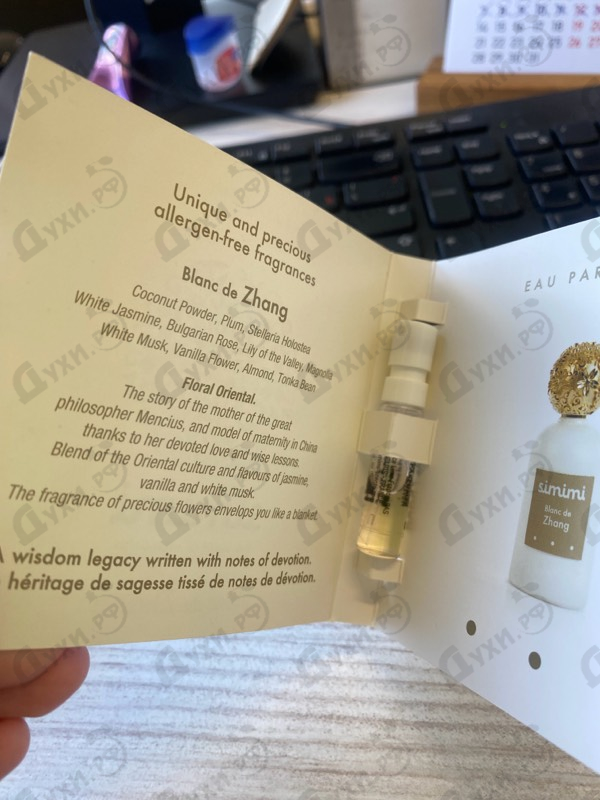 Unique and precious
allergen-free fragrances
Blanc de Zhang
Coconut Powder, Plum, Stellaria Holostea
White Jasmine, Bulgarian Rose, Lily of the Valley, Magnolia
White Musk, Vanilla Flower, Almond, Tonka Bean
Floral Oriental.
The story of the mother of the great
philosopher Mencius, and model of maternity in China
thanks to her devoted love and wise lessons.
Blend of the Oriental culture and flavours of jasmine,
vanilla and white musk.
The fragrance of precious flowers envelops you like a blanket.
A wisdom legacy written with notes of devotion.
héritage de sagesse tissé de notes de dévotion.
EAU PAR
simimi
Blanc de
Zhang
Духи.РФ